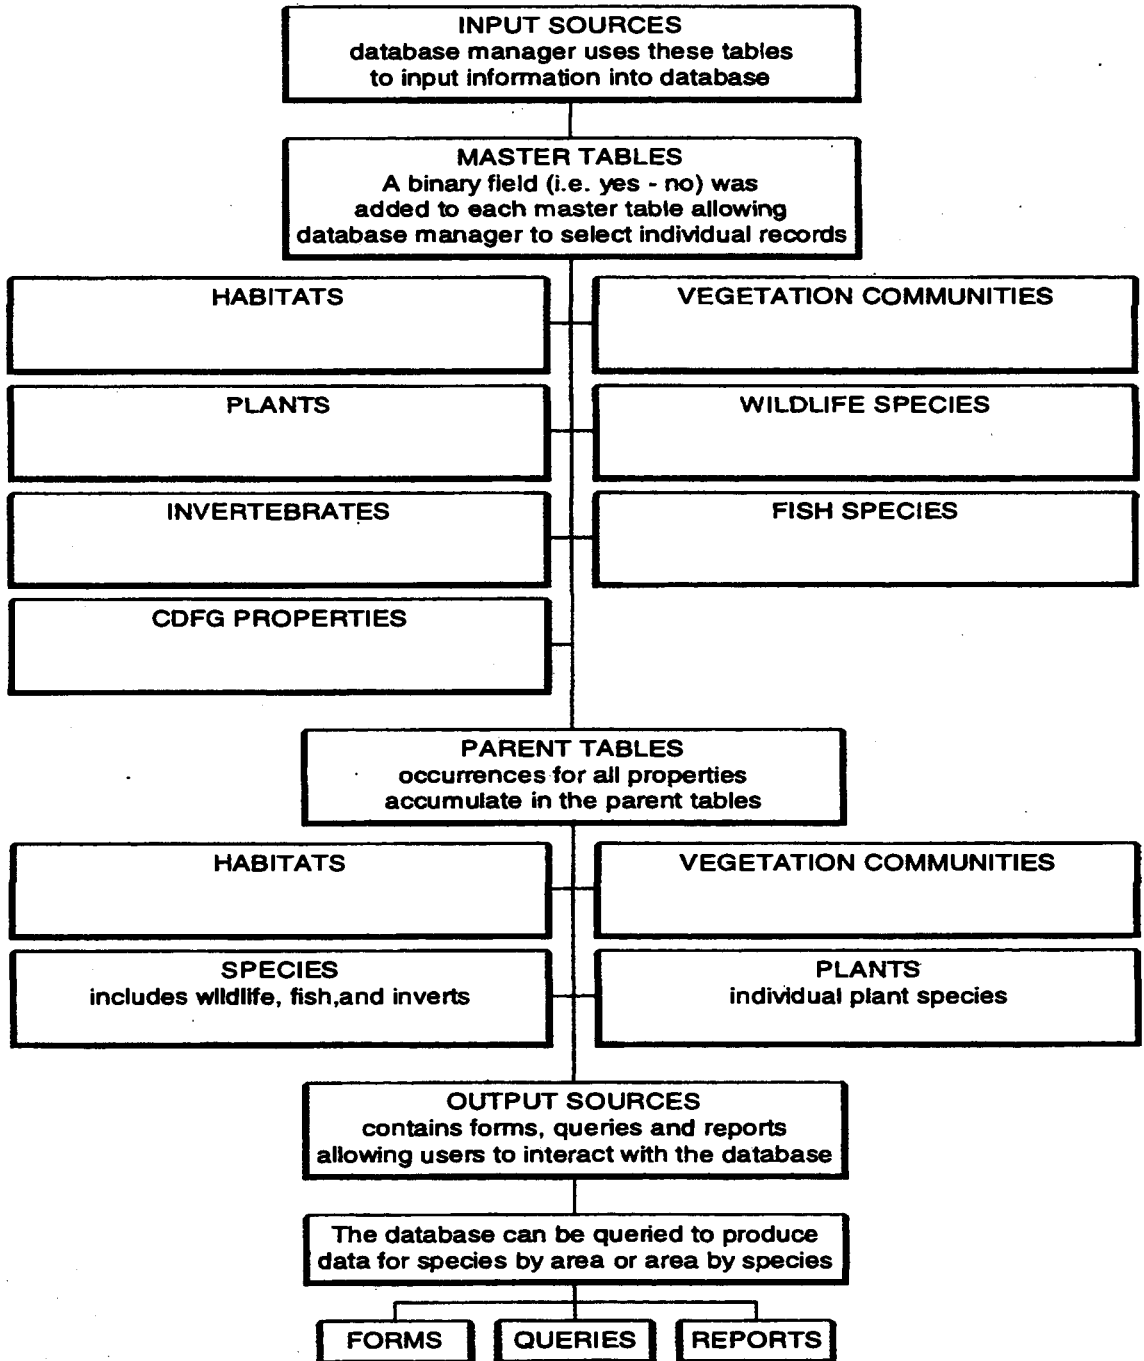 INPUT SOURCES
database manager uses these tables
to input information into database
MASTER TABLES
A binary field (i.e. yes - no) was
added to each master table allowing
database manager to select individual records
HABITATS
VEGETATION COMMUNITIES
PLANTS
WILDLIFE SPECIES
INVERTEBRATES
FISH SPECIES
CDFG PROPERTIES
PARENT TABLES
occurrences for all properties
accumulate in the parent tables
HABITATS
VEGETATION COMMUNITIES
SPECIES
includes wildlife, fish,and inverts
PLANTS
individual plant species
OUTPUT SOURCES
contains forms, queries and reports
allowing users to interact with the database
The database can be queried to produce
data for species by area or area by species
FORMS
QUERIES
REPORTS